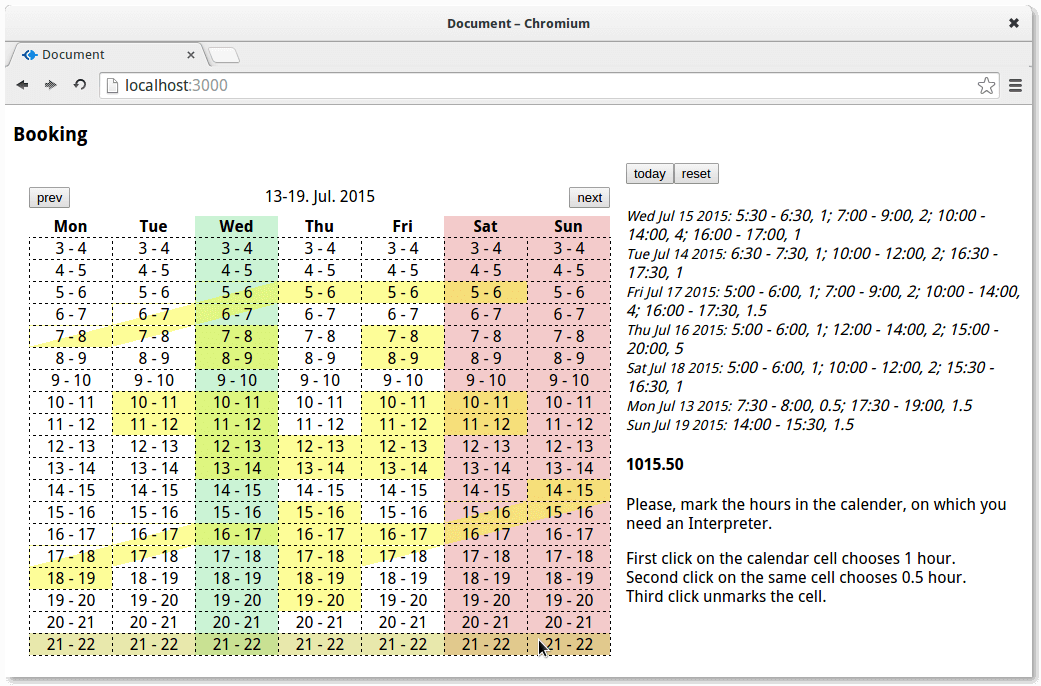 Document – Chromium
Document
localhost:3000
Booking
prev
13-19. Jul. 2015
next
Mon Tue Wed Thu Fri Sat Sun
3 - 4 3 - 4 3 - 4 3 - 4 3 - 4 3 - 4 3 - 4
4 - 5 4 - 5 4 - 5 4 - 5 4 - 5 4 - 5 4 - 5
5 - 6 5 - 6 5 - 6 5 - 6 5 - 6 5 - 6 5 - 6
6 - 7 6 - 7 6 - 7 6 - 7 6 - 7 6 - 7 6 - 7
7 - 8 7 - 8 7 - 8 7 - 8 7 - 8 7 - 8 7 - 8
8 - 9 8 - 9 8 - 9 8 - 9 8 - 9 8 - 9 8 - 9
9 - 10 9 - 10 9 - 10 9 - 10 9 - 10 9 - 10 9 - 10
10 - 11 10 - 11 10 - 11 10 - 11 10 - 11 10 - 11 10 - 11
11 - 12 11 - 12 11 - 12 11 - 12 11 - 12 11 - 12 11 - 12
12 - 13 12 - 13 12 - 13 12 - 13 12 - 13 12 - 13 12 - 13
13 - 14 13 - 14 13 - 14 13 - 14 13 - 14 13 - 14 13 - 14
14 - 15 14 - 15 14 - 15 14 - 15 14 - 15 14 - 15 14 - 15
15 - 16 15 - 16 15 - 16 15 - 16 15 - 16 15 - 16 15 - 16
16 - 17 16 - 17 16 - 17 16 - 17 16 - 17 16 - 17 16 - 17
17 - 18 17 - 18 17 - 18 17 - 18 17 - 18 17 - 18 17 - 18
18 - 19 18 - 19 18 - 19 18 - 19 18 - 19 18 - 19 18 - 19
19 - 20 19 - 20 19 - 20 19 - 20 19 - 20 19 - 20 19 - 20
20 - 21 20 - 21 20 - 21 20 - 21 20 - 21 20 - 21 20 - 21
21 - 22 21 - 22 21 - 22 21 - 22 21 - 22 21 - 22 21 - 22
today reset
Wed Jul 15 2015: 5:30 - 6:30, 1; 7:00 - 9:00, 2; 10:00 -
14:00, 4; 16:00 - 17:00, 1
Tue Jul 14 2015: 6:30 - 7:30, 1; 10:00 - 12:00, 2; 16:30 -
17:30, 1
Fri Jul 17 2015: 5:00 - 6:00, 1; 7:00 - 9:00, 2; 10:00 - 14:00,
4; 16:00 - 17:30, 1.5
Thu Jul 16 2015: 5:00 - 6:00, 1; 12:00 - 14:00, 2; 15:00 -
20:00, 5
Sat Jul 18 2015: 5:00 - 6:00, 1; 10:00 - 12:00, 2; 15:30 -
16:30, 1
Mon Jul 13 2015: 7:30 - 8:00, 0.5; 17:30 - 19:00, 1.5
Sun Jul 19 2015: 14:00 - 15:30, 1.5
1015.50
Please, mark the hours in the calender, on which you
need an Interpreter.
First click on the calendar cell chooses 1 hour.
Second click on the same cell chooses 0.5 hour.
Third click unmarks the cell.